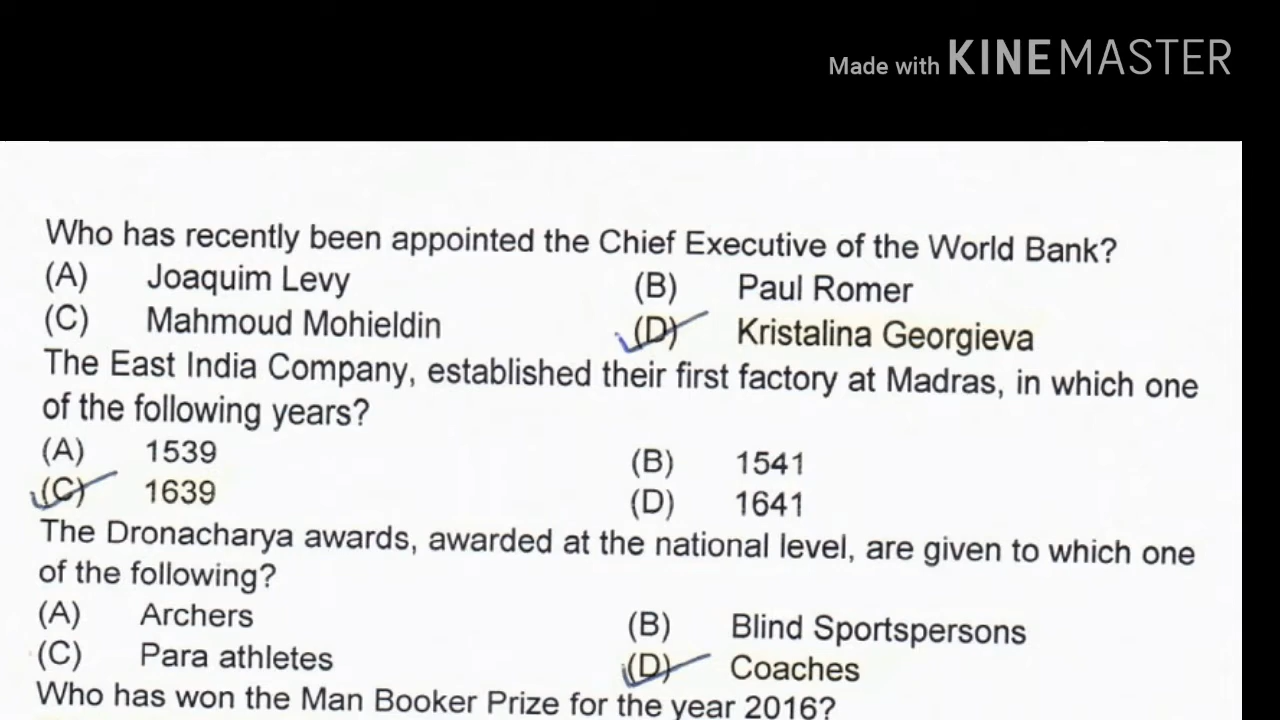 Made with KINEMASTER
Who has recently been appointed the Chief Executive of the World Bank?
(A) Joaquim Levy (B) Paul Romer
(C) Mahmoud Mohieldin (D) Kristalina Georgieva
The East India Company, established their first factory at Madras, in which one
of the following years?
(A) 1539 (B) 1541
(C) 1639 (D) 1641
The Dronacharya awards, awarded at the national level, are given to which one
of the following?
(A) Archers (B) Blind Sportspersons
(C) Para athletes (D) Coaches
Who has won the Man Booker Prize for the year 2016?